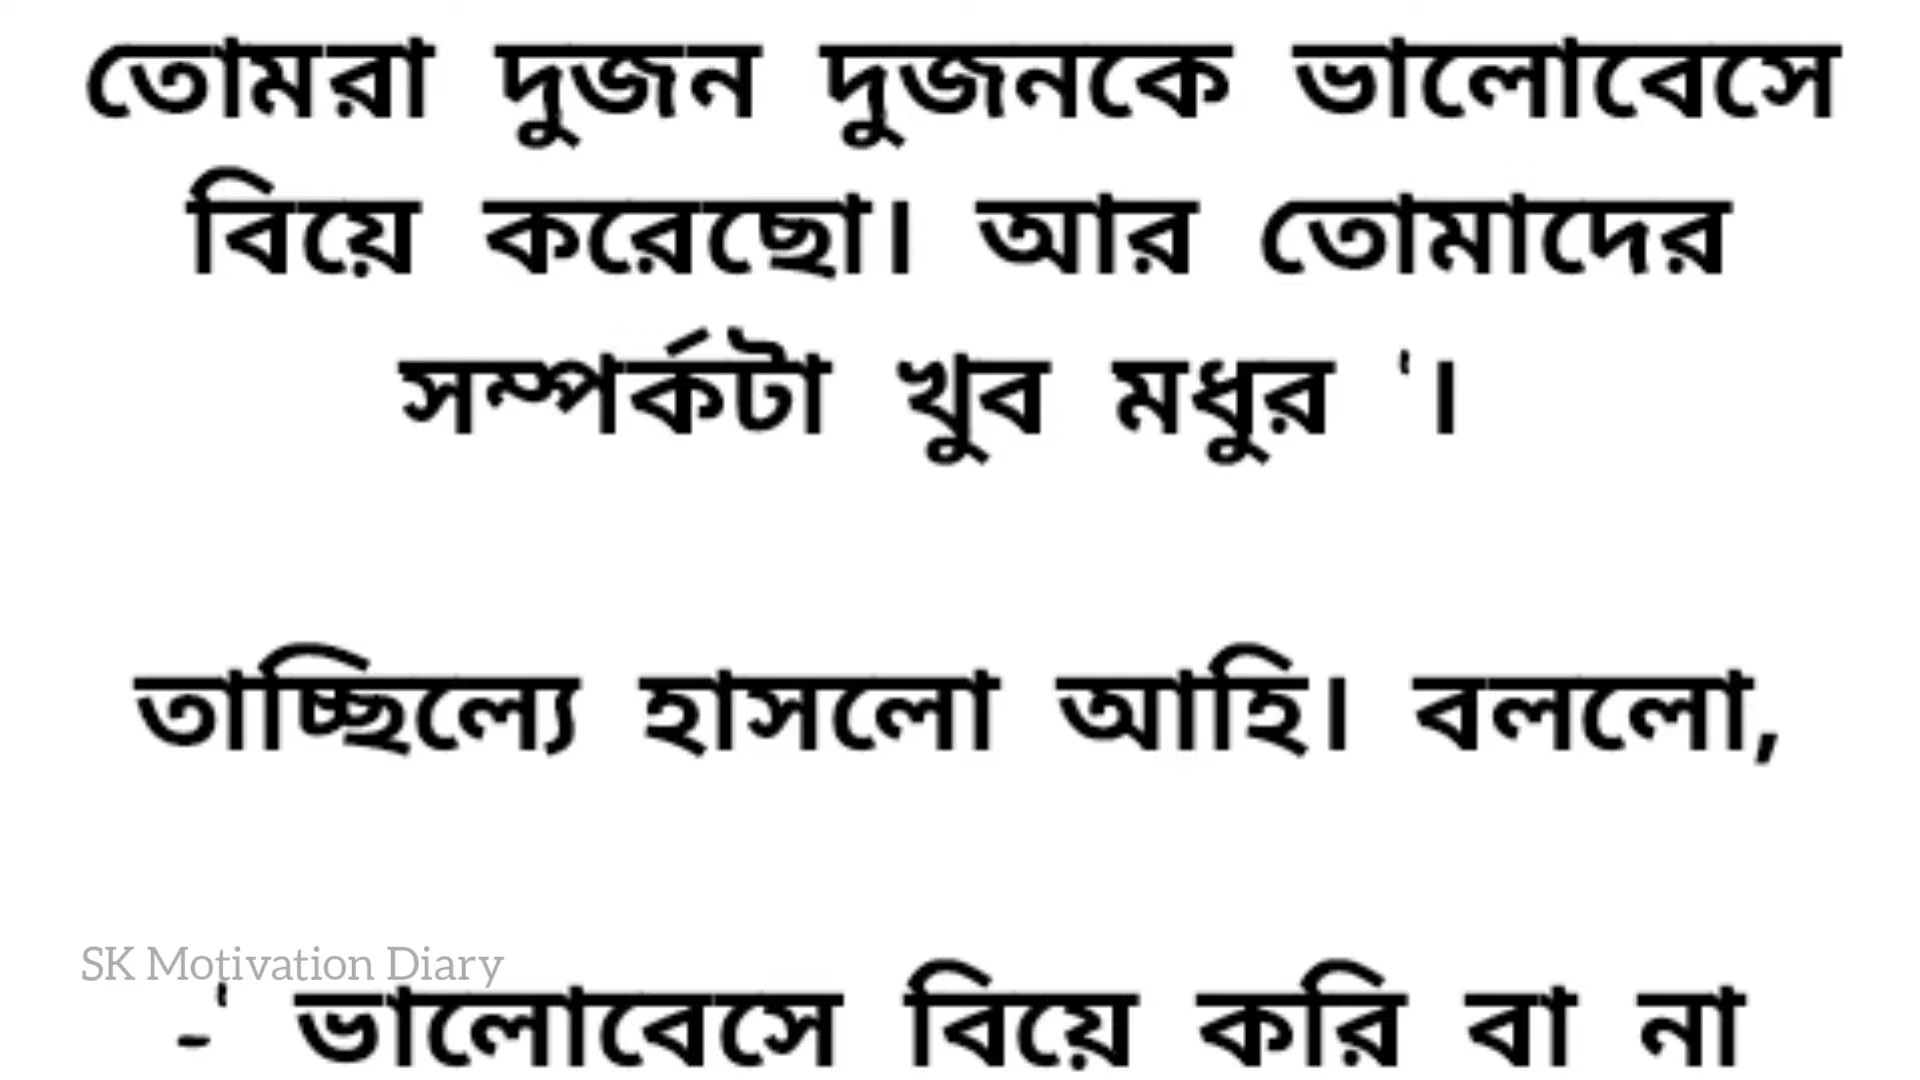 তোমরা দুজন দুজনকে ভালোবেসে
বিয়ে করেছো। আর তোমাদের
সম্পর্কটা খুব মধুর '।
তাচ্ছিল্যে হাসলো আহি। বললো,
SK Motivation Diary
-' ভালোবেসে বিয়ে করি বা না